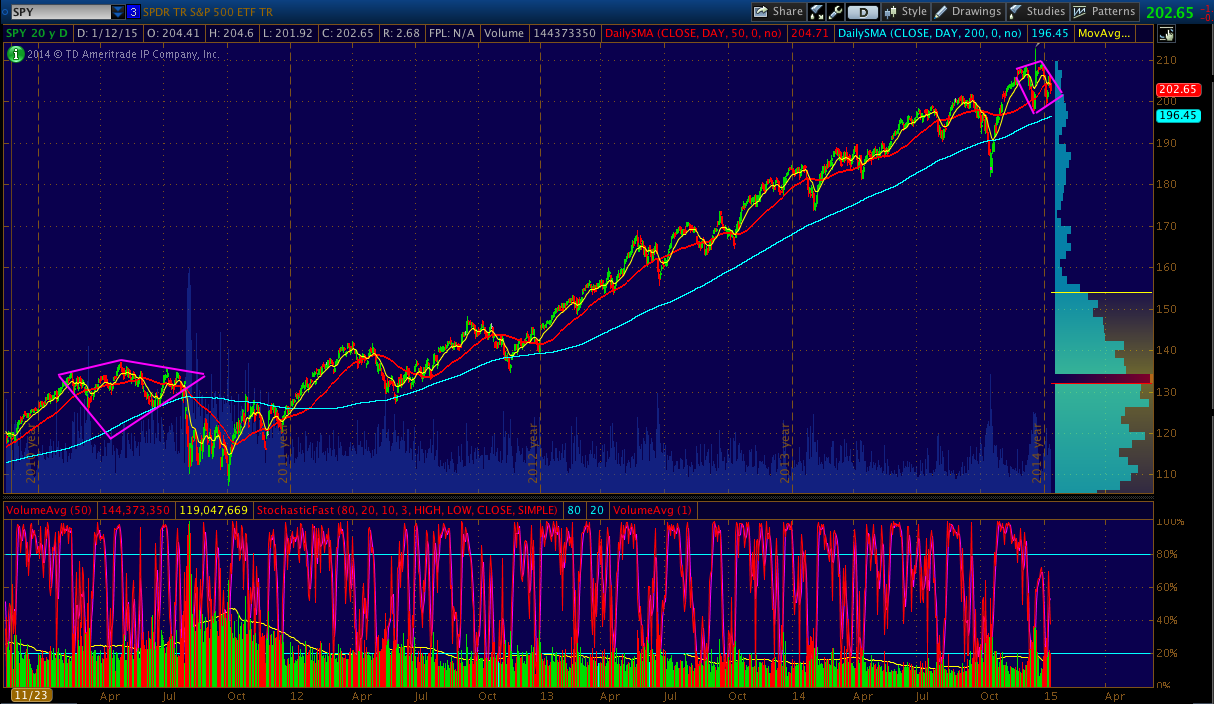 SPY 3 SPDR TR S&P 500 ETF TR Share D Style Drawings Studies Patterns 202.65
SPY 20 y D D: 1/12/15 O: 204.41 H: 204.6 L: 201.92 C: 202.65 R: 2.68 FPL: N/A Volume 144373350 DailySMA (CLOSE, DAY, 50, 0, no) 204.71 DailySMA (CLOSE, DAY, 200, 0, no) 196.45 MovAvg...
i 2014 © TD Ameritrade IP Company, Inc.
210
202.65
200
196.45
190
180
170
160
150
140
130
120
110
2010-year
2011-year
2012-year
2013-year
2014-year
VolumeAvg (50) 144,373,350 119,047,669 StochasticFast (80, 20, 10, 3, HIGH, LOW, CLOSE, SIMPLE) 80 20 VolumeAvg (1)
100%
80%
60%
40%
20%
0%
11/23 Apr Jul Oct 12 Apr Jul Oct 13 Apr Jul Oct 14 Apr Jul Oct 15 Apr